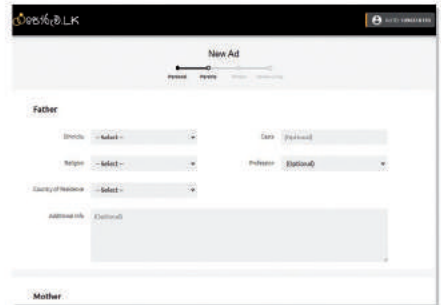 New Ad
Personal Parents
Father
Ethnicity -- Select --
Caste (Optional)
Religion -- Select --
Profession (Optional)
Country of Residence -- Select --
Additional Info (Optional)
Mother